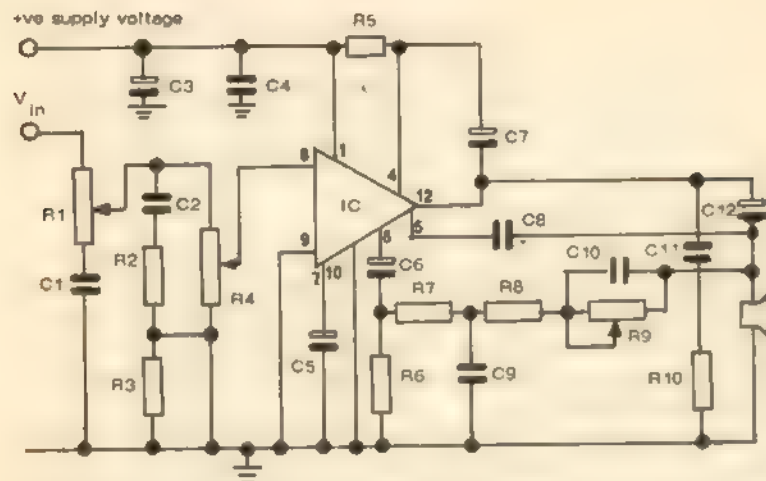 +ve supply voltage
R5
C3
C4
V in
C7
8
1
4
12
IC
C2
R1
C8
C12
9
6
5
C10
C11
7
10
C6
R2
R4
C1
R7
R8
R9
C5
R6
C9
R10
R3